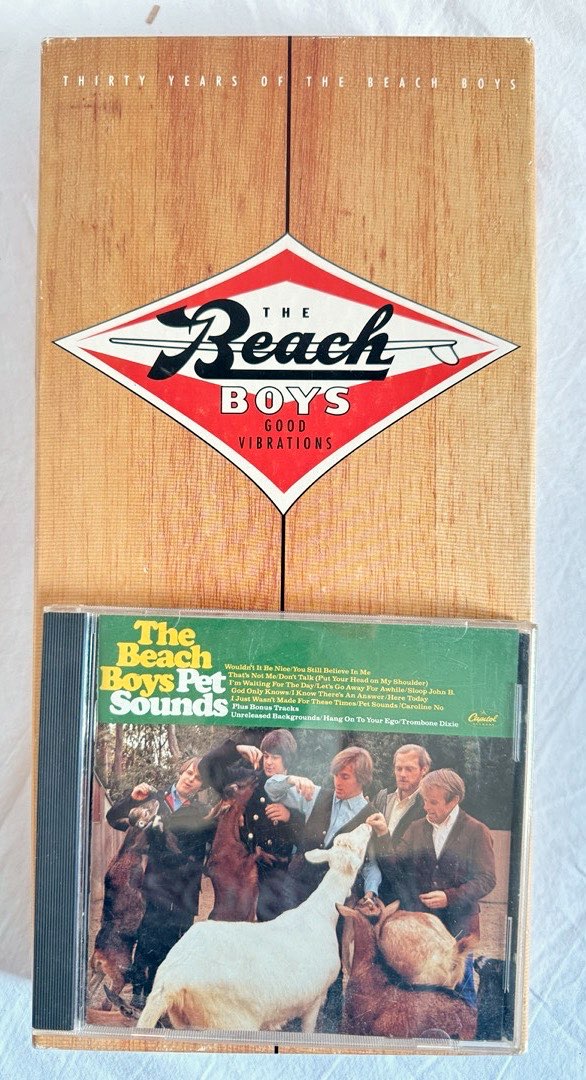 THIRTY YEARS OF THE BEACH BOYS
THE
Beach
BOYS
GOOD
VIBRATIONS
The
Beach
Boys Pet
Sounds
Wouldn't It Be Nice/You Still Believe In Me
That's Not Me/Don't Talk (Put Your Head on My Shoulder)
I'm Waiting For The Day/Let's Go Away For Awhile/Sloop John B.
God Only Knows/I Know There's An Answer/Here Today
I Just Wasn't Made For These Times/Pet Sounds/Caroline No
Plus Bonus Tracks
Unreleased Backgrounds/Hang On To Your Ego/Trombone Dixie
Capitol